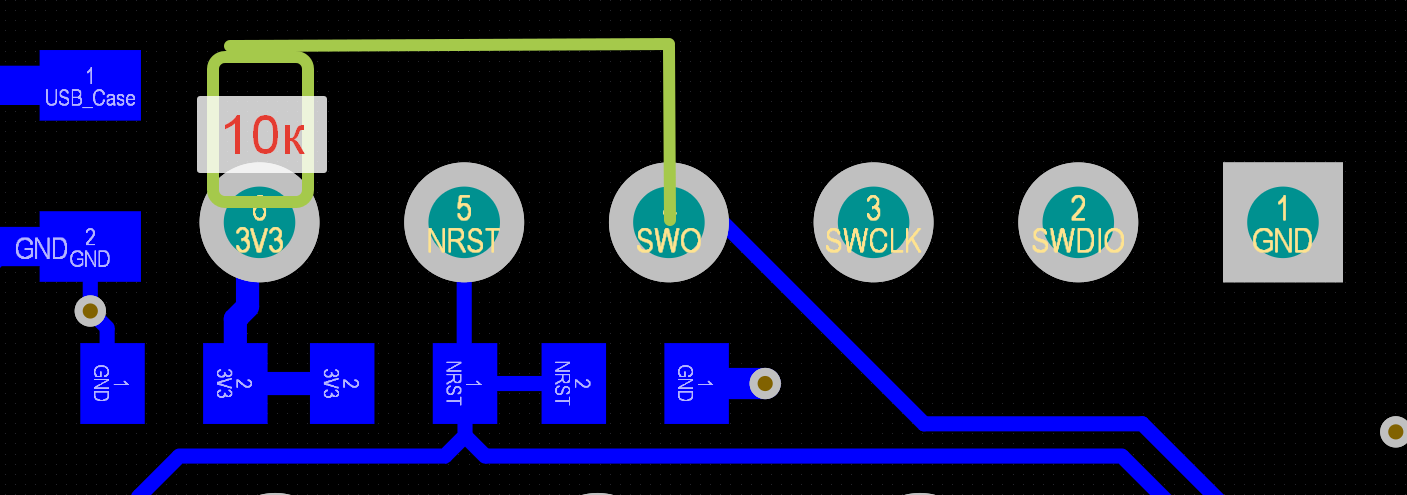 1
USB_Case
10к
6
3V3
5
NRST
SWO
3
SWCLK
2
SWDIO
1
GND
GND
2
GND
1
GND
2
3V3
2
3V3
1
NRST
2
NRST
1
GND